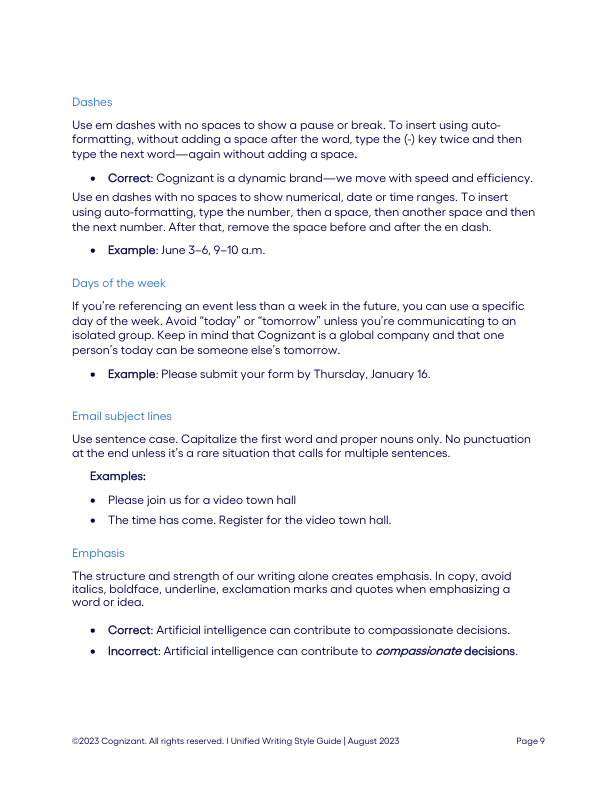 Dashes
Use em dashes with no spaces to show a pause or break. To insert using auto-
formatting, without adding a space after the word, type the (-) key twice and then
type the next word—again without adding a space.
• Correct: Cognizant is a dynamic brand—we move with speed and efficiency.
Use en dashes with no spaces to show numerical, date or time ranges. To insert
using auto-formatting, type the number, then a space, then another space and then
the next number. After that, remove the space before and after the en dash.
• Example: June 3–6, 9–10 a.m.
Days of the week
If you’re referencing an event less than a week in the future, you can use a specific
day of the week. Avoid “today” or “tomorrow” unless you’re communicating to an
isolated group. Keep in mind that Cognizant is a global company and that one
person’s today can be someone else’s tomorrow.
• Example: Please submit your form by Thursday, January 16.
Email subject lines
Use sentence case. Capitalize the first word and proper nouns only. No punctuation
at the end unless it’s a rare situation that calls for multiple sentences.
Examples:
• Please join us for a video town hall
• The time has come. Register for the video town hall.
Emphasis
The structure and strength of our writing alone creates emphasis. In copy, avoid
italics, boldface, underline, exclamation marks and quotes when emphasizing a
word or idea.
• Correct: Artificial intelligence can contribute to compassionate decisions.
• Incorrect: Artificial intelligence can contribute to compassionate decisions.
©2023 Cognizant. All rights reserved. I Unified Writing Style Guide | August 2023 Page 9